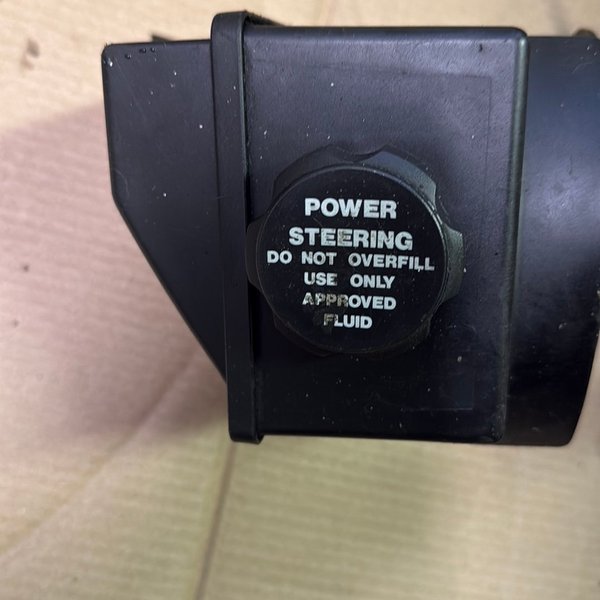 POWER
STEERING
DO NOT OVERFILL
USE ONLY
APPROVED
FLUID